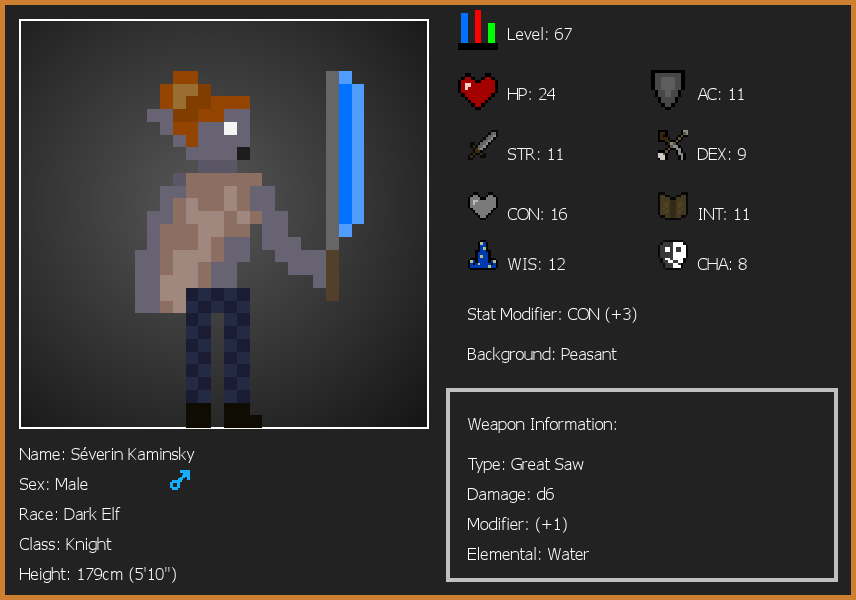 Level: 67
HP: 24
AC: 11
STR: 11
DEX: 9
CON: 16
INT: 11
WIS: 12
CHA: 8
Stat Modifier: CON (+3)
Background: Peasant
Weapon Information:
Type: Great Saw
Damage: d6
Modifier: (+1)
Elemental: Water
Name: Séverin Kaminsky
Sex: Male
Race: Dark Elf
Class: Knight
Height: 179cm (5'10")